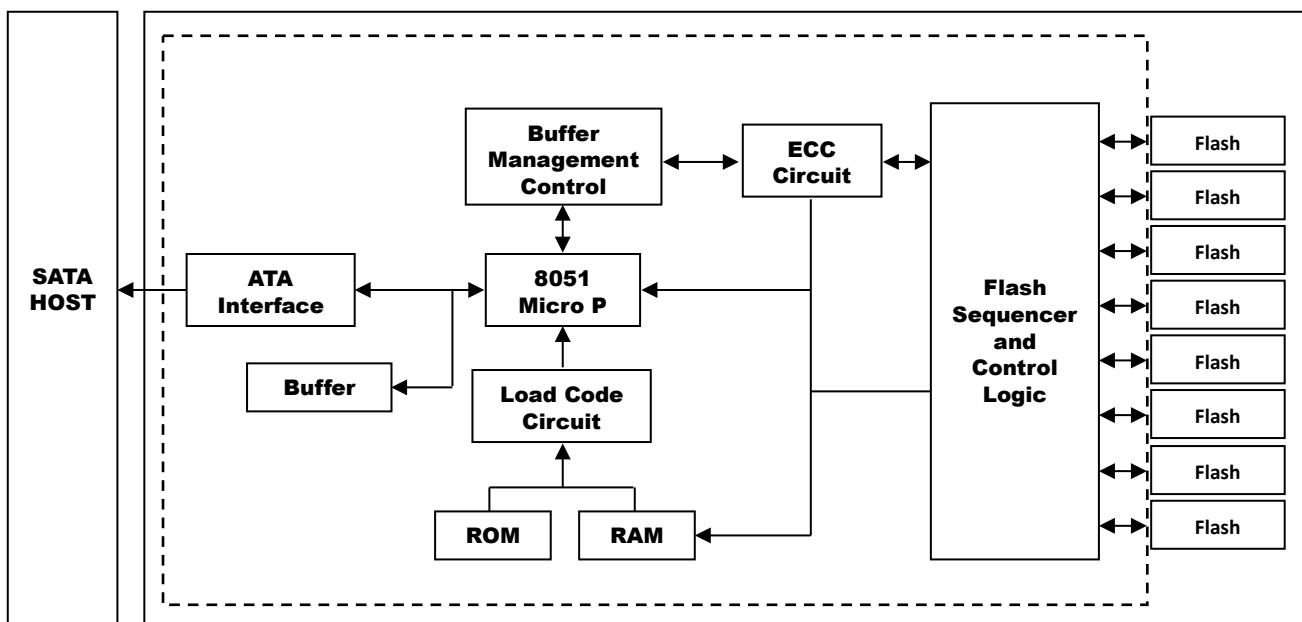 SATA
HOST
ATA
Interface
Buffer
Buffer
Management
Control
8051
Micro P
Load Code
Circuit
ROM
RAM
ECC
Circuit
Flash
Sequencer
and
Control
Logic
Flash
Flash
Flash
Flash
Flash
Flash
Flash
Flash